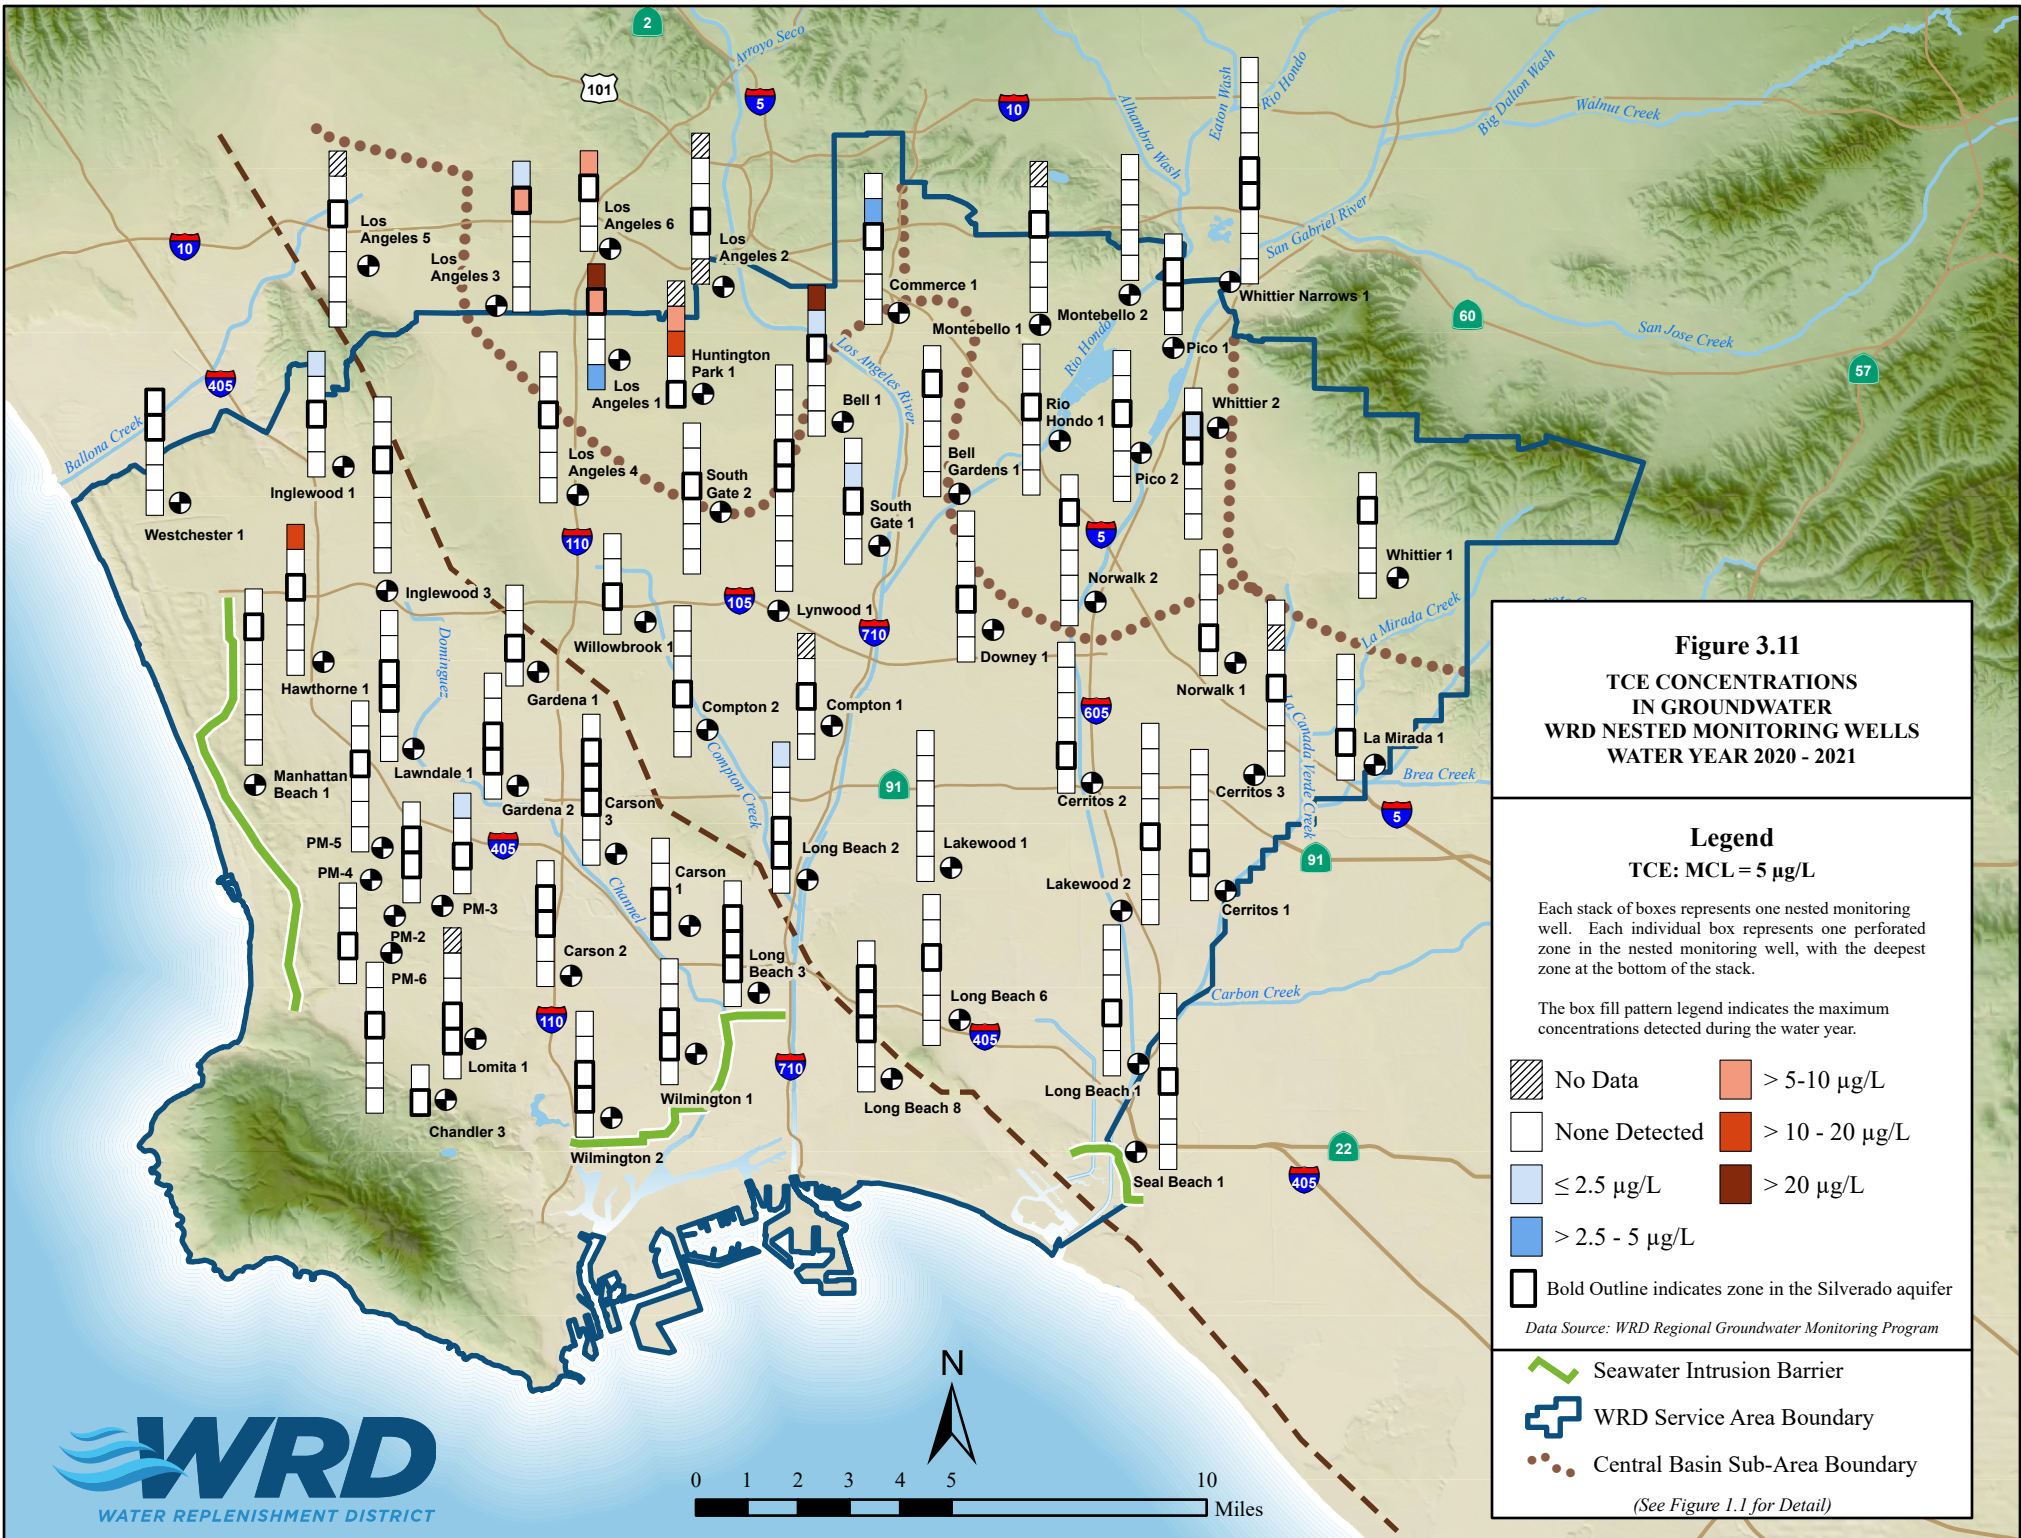 2
101
5
10
Arroyo Seco
Alhambra Wash
Eaton Wash
Rio Hondo
Big Dalton Wash
Walnut Creek
Los
Angeles 5
Los
Angeles 6
Los
Angeles 3
Los
Angeles 2
10
San Gabriel River
Commerce 1
Montebello 1
Montebello 2
Whittier Narrows 1
60
San Jose Creek
57
Pico 1
Rio Hondo
Los Angeles River
Huntington
Park 1
Los
Angeles 1
405
Ballona Creek
Bell 1
Rio
Hondo 1
Whittier 2
Inglewood 1
Los
Angeles 4
South
Gate 2
Bell
Gardens 1
Pico 2
Westchester 1
South
Gate 1
110
5
Whittier 1
Norwalk 2
Inglewood 3
105
Lynwood 1
710
La Mirada Creek
Willowbrook 1
Downey 1
Dominguez
Hawthorne 1
Gardena 1
Norwalk 1
Compton 2
Compton 1
605
La Canada Verde Creek
La Mirada 1
Manhattan
Beach 1
Lawndale 1
Gardena 2
Carson
3
Compton Creek
91
Cerritos 2
Cerritos 3
Brea Creek
5
PM-5
405
Long Beach 2
Lakewood 1
91
PM-4
Carson
1
Lakewood 2
Channel
PM-3
Cerritos 1
PM-2
Carson 2
Long
Beach 3
PM-6
Long Beach 6
Carbon Creek
110
405
Lomita 1
710
Wilmington 1
Long Beach 8
Long Beach 1
Chandler 3
Wilmington 2
22
Seal Beach 1
405
Figure 3.11
TCE CONCENTRATIONS
IN GROUNDWATER
WRD NESTED MONITORING WELLS
WATER YEAR 2020 - 2021
Legend
TCE: MCL = 5 µg/L
Each stack of boxes represents one nested monitoring
well. Each individual box represents one perforated
zone in the nested monitoring well, with the deepest
zone at the bottom of the stack.
The box fill pattern legend indicates the maximum
concentrations detected during the water year.
No Data
> 5-10 µg/L
None Detected
> 10 - 20 µg/L
≤ 2.5 µg/L
> 20 µg/L
> 2.5 - 5 µg/L
Bold Outline indicates zone in the Silverado aquifer
Data Source: WRD Regional Groundwater Monitoring Program
Seawater Intrusion Barrier
WRD Service Area Boundary
Central Basin Sub-Area Boundary
(See Figure 1.1 for Detail)
N
0 1 2 3 4 5 10
Miles
WRD
WATER REPLENISHMENT DISTRICT